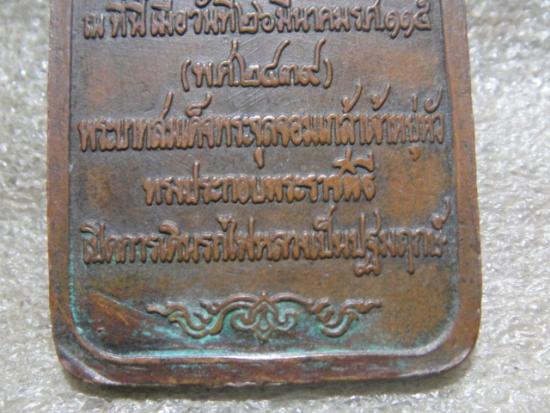 ณ ที่นี้ เมื่อวันที่ ๒๖ มีนาคม ร.ศ. ๑๑๕
(พ.ศ. ๒๔๓๙)
พระบาทสมเด็จพระจุลจอมเกล้าเจ้าอยู่หัว
ทรงประกอบพระราชพิธี
เปิดการเดินรถไฟหลวงเป็นปฐมฤกษ์